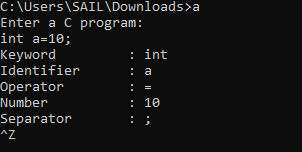 C:\Users\SAIL\Downloads>a
Enter a C program:
int a=10;
Keyword         : int
Identifier      : a
Operator        : =
Number          : 10
Separator       : ;
^Z